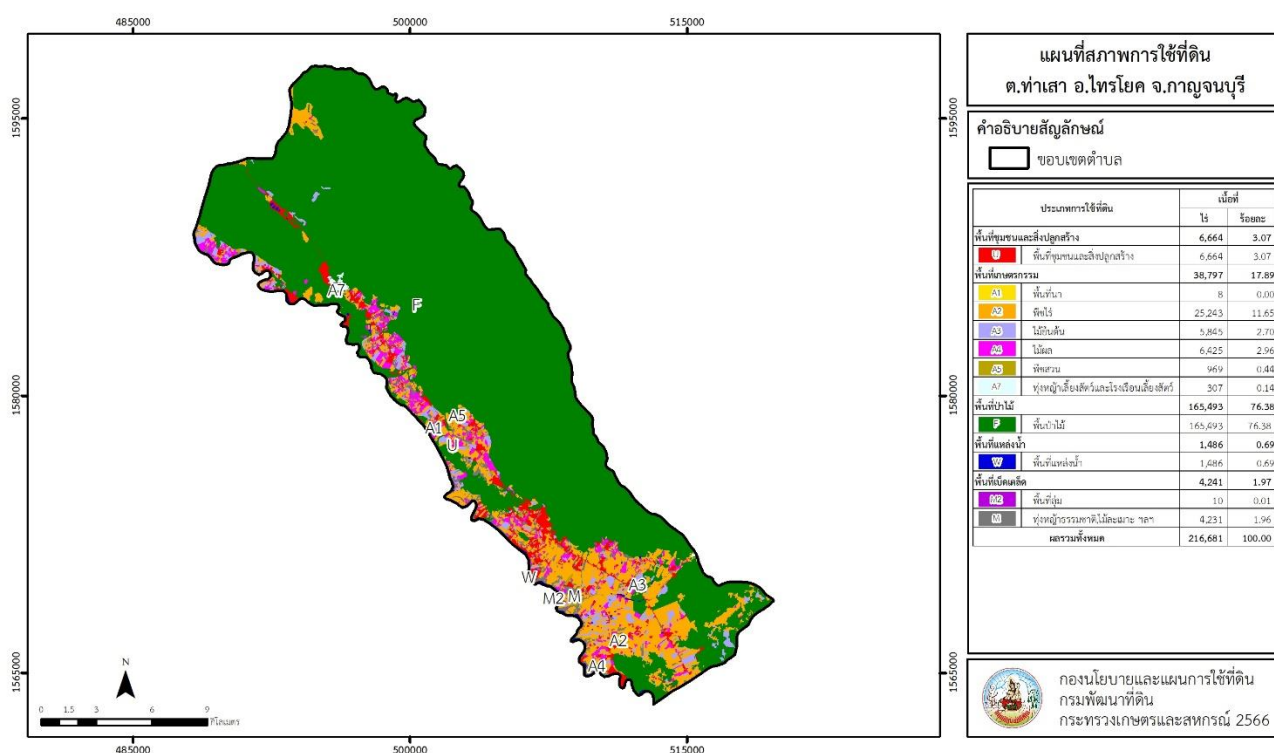 485000
500000
515000
1595000
1595000
1580000
1580000
1565000
1565000
A7
F
A5
A1
U
W
M2
M
A3
A2
A4
N
0 1.5 3 6 9
กิโลเมตร
485000
500000
515000
แผนที่สภาพการใช้ที่ดิน
ต.ท่าเสา อ.ไทรโยค จ.กาญจนบุรี
คำอธิบายสัญลักษณ์
ขอบเขตตำบล
ประเภทการใช้ที่ดิน เนื้อที่
ไร่ ร้อยละ
พื้นที่ชุมชนและสิ่งปลูกสร้าง 6,664 3.07
U พื้นที่ชุมชนและสิ่งปลูกสร้าง 6,664 3.07
พื้นที่เกษตรกรรม 38,797 17.89
A1 พื้นที่นา 8 0.00
A2 พืชไร่ 25,243 11.65
A3 ไม้ยืนต้น 5,845 2.70
A4 ไม้ผล 6,425 2.96
A5 พืชสวน 969 0.44
A7 ทุ่งหญ้าเลี้ยงสัตว์และโรงเรือนเลี้ยงสัตว์ 307 0.14
พื้นที่ป่าไม้ 165,493 76.38
F พื้นป่าไม้ 165,493 76.38
พื้นที่แหล่งน้ำ 1,486 0.69
W พื้นที่แหล่งน้ำ 1,486 0.69
พื้นที่เบ็ดเตล็ด 4,241 1.97
M2 พื้นที่ลุ่ม 10 0.01
M ทุ่งหญ้าธรรมชาติ,ไม้ละเมาะ ฯลฯ 4,231 1.96
ผลรวมทั้งหมด 216,681 100.00
กองนโยบายและแผนการใช้ที่ดิน
กรมพัฒนาที่ดิน
กระทรวงเกษตรและสหกรณ์ 2566